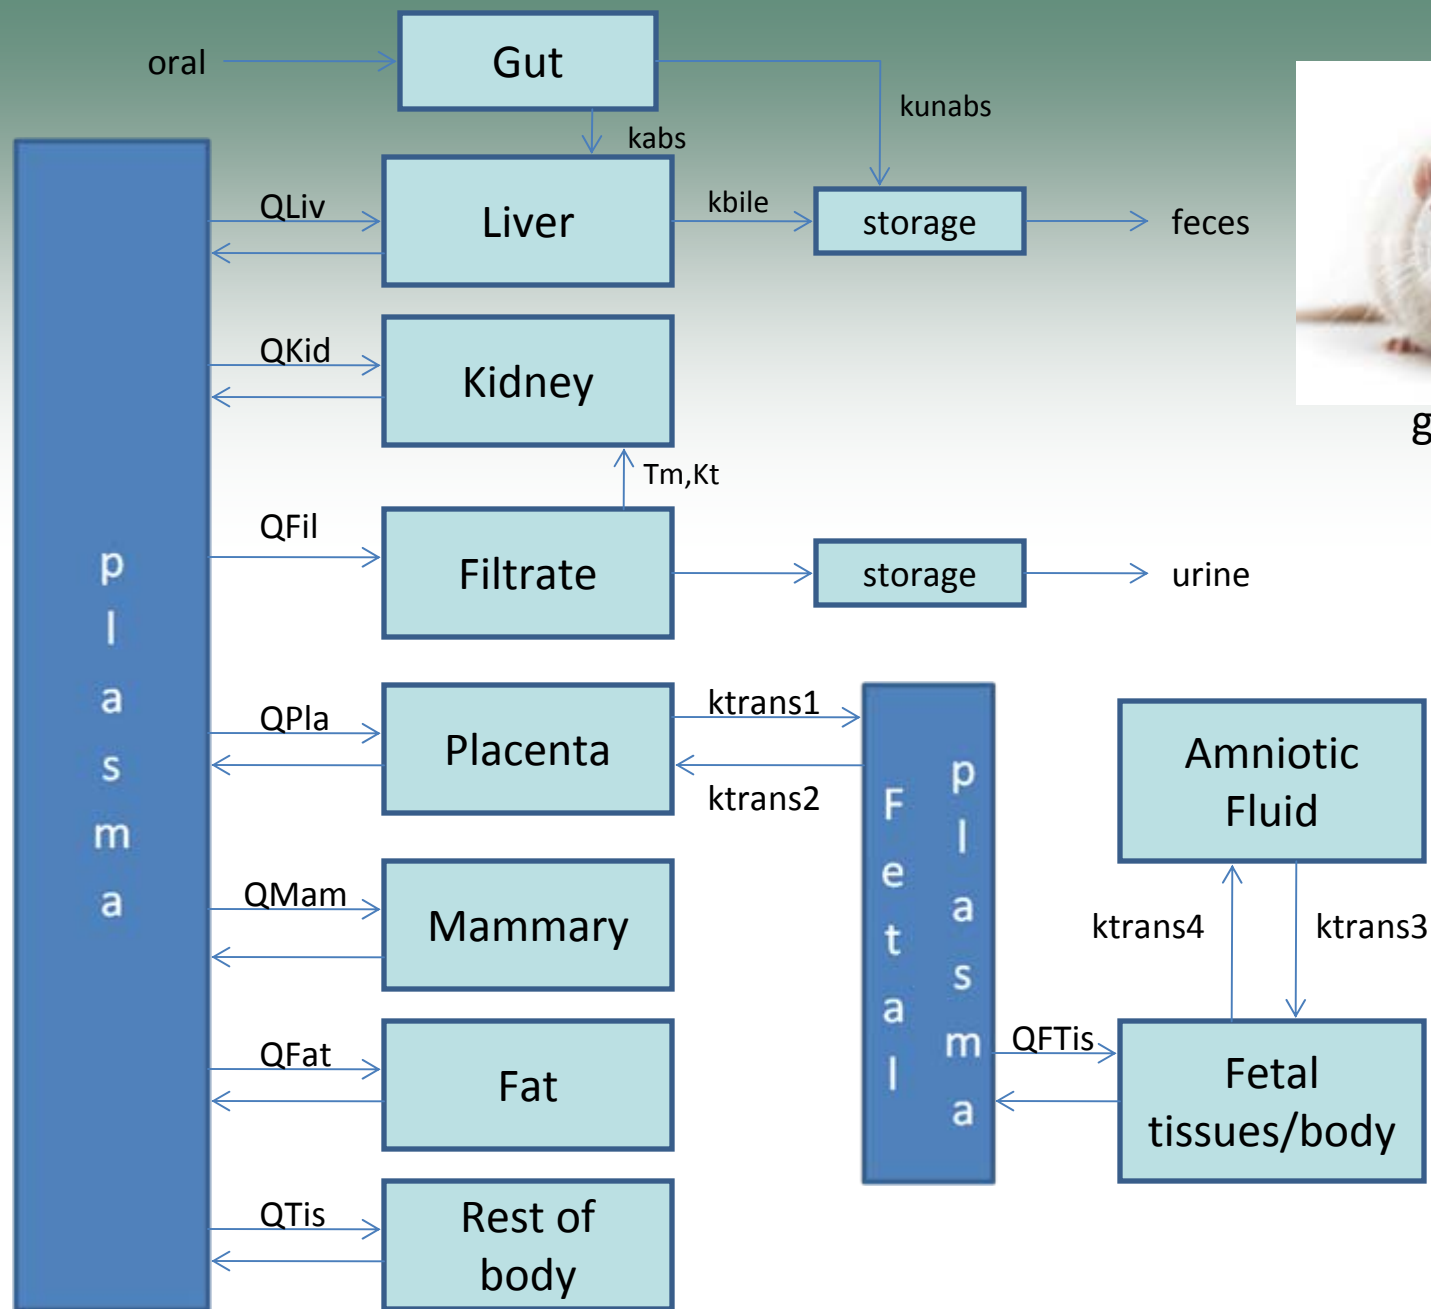 oral
Gut
kunabs
kabs
QLiv
Liver
kbile
storage
feces
QKid
Kidney
g
Tm,Kt
QFil
Filtrate
storage
urine
plasma
QPla
Placenta
ktrans1
ktrans2
Fetal
plasma
Amniotic
Fluid
QMam
Mammary
ktrans4
ktrans3
QFat
Fat
QFTis
Fetal
tissues/body
QTis
Rest of
body